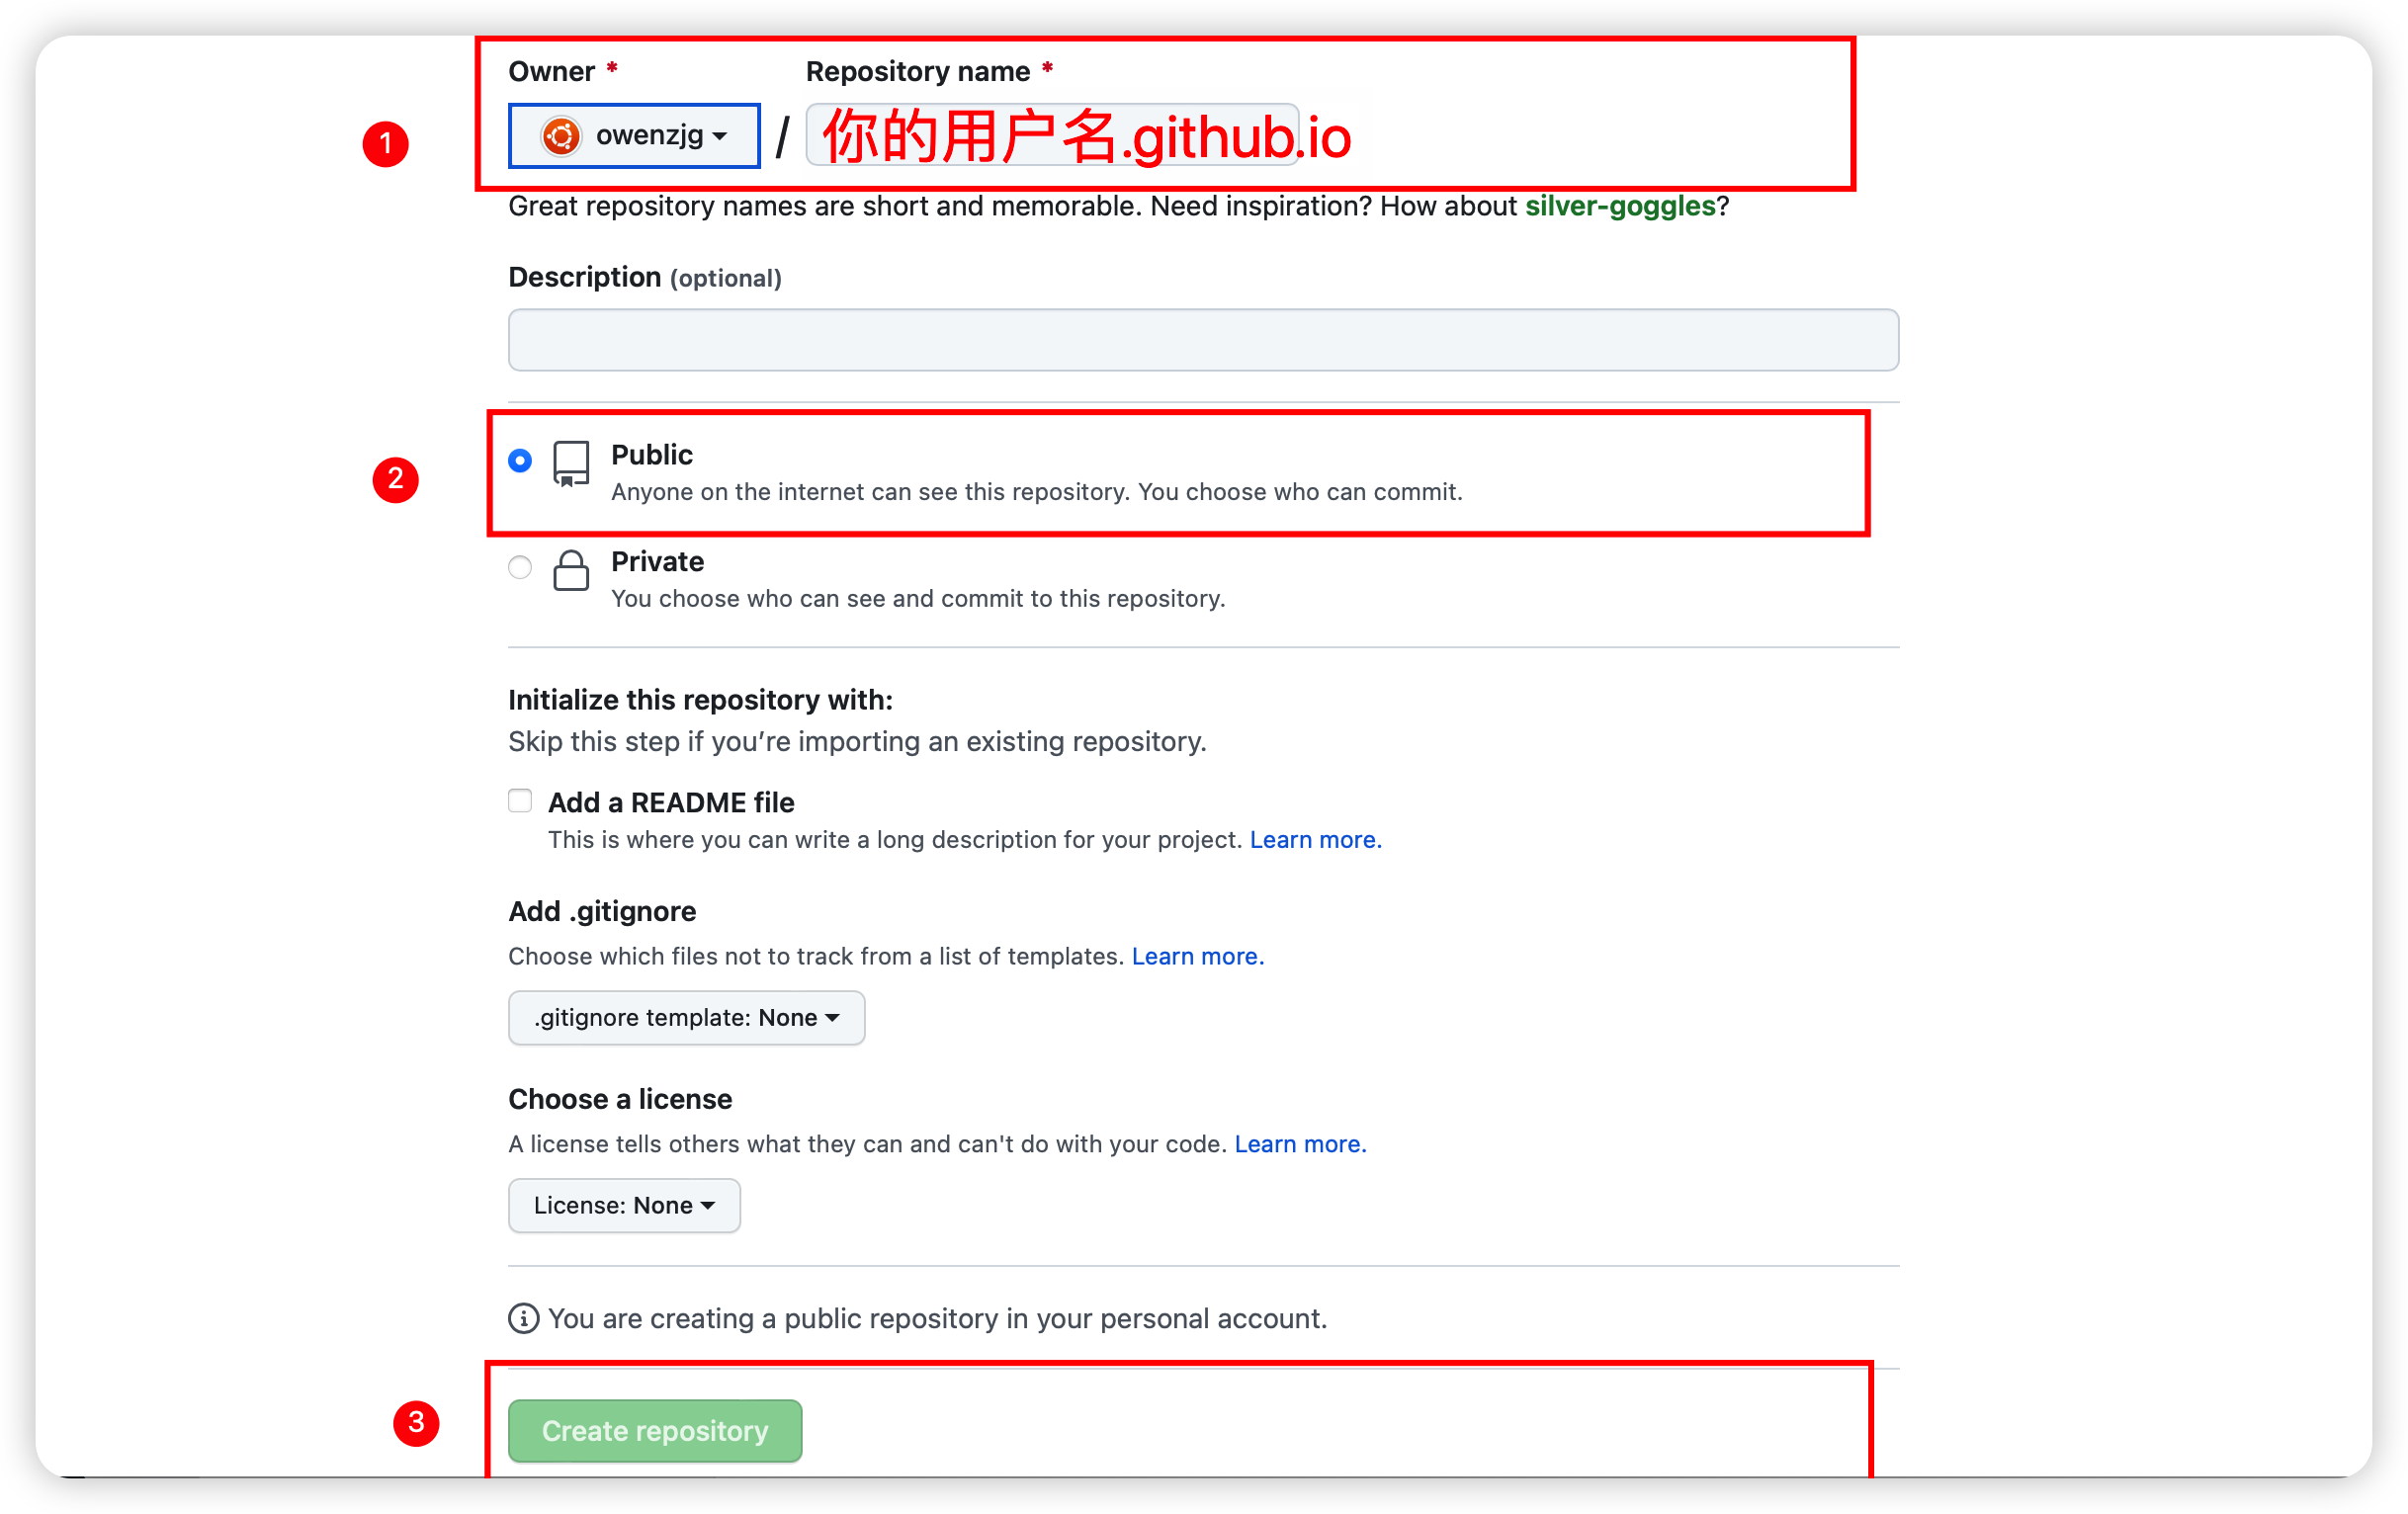 Owner * Repository name *
1 owenzjg / 你的用户名.github.io
Great repository names are short and memorable. Need inspiration? How about silver-goggles?
Description (optional)
2 Public
Anyone on the internet can see this repository. You choose who can commit.
Private
You choose who can see and commit to this repository.
Initialize this repository with:
Skip this step if you’re importing an existing repository.
Add a README file
This is where you can write a long description for your project. Learn more.
Add .gitignore
Choose which files not to track from a list of templates. Learn more.
.gitignore template: None
Choose a license
A license tells others what they can and can't do with your code. Learn more.
License: None
You are creating a public repository in your personal account.
3 Create repository